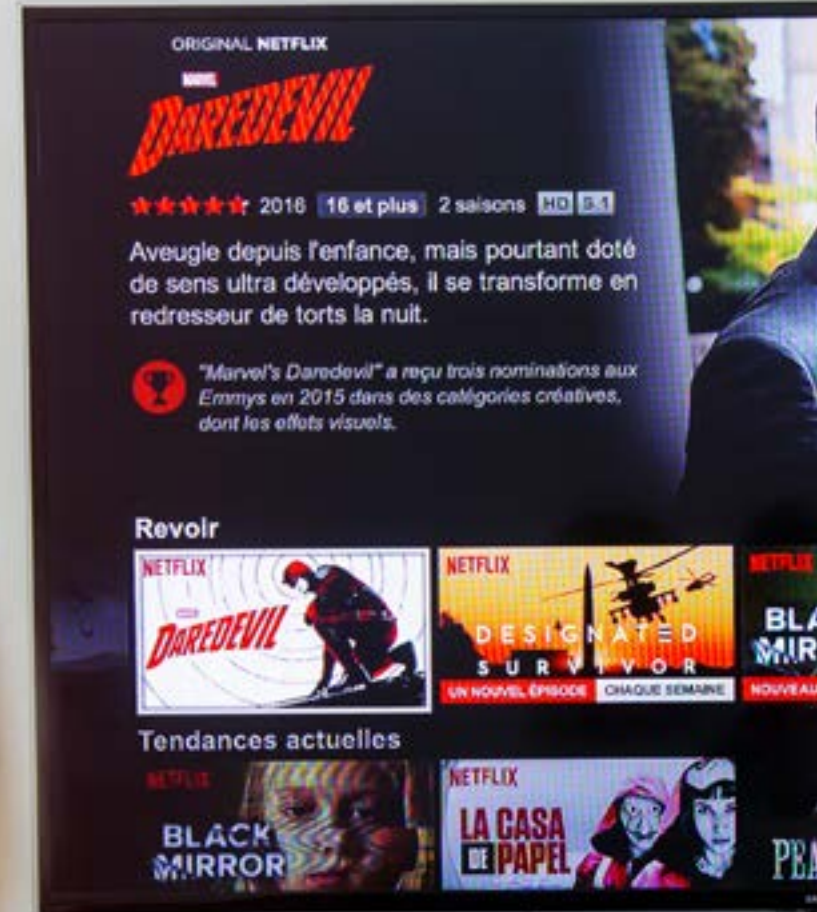 ORIGINAL NETFLIX
MARVEL
DAREDEVIL
2016 16 et plus 2 saisons HD 5.1
Aveugle depuis l'enfance, mais pourtant doté
de sens ultra développés, il se transforme en
redresseur de torts la nuit.
"Marvel's Daredevil" a reçu trois nominations aux
Emmys en 2015 dans des catégories créatives,
dont les effets visuels.
Revoir
NETFLIX
DAREDEVIL
NETFLIX
DESIGNATED
SURVIVOR
UN NOUVEL ÉPISODE CHAQUE SEMAINE
NETFLIX
BLA
MIR
NOUVEAU
Tendances actuelles
NETFLIX
BLACK
MIRROR
NETFLIX
LA CASA
DE PAPEL
PEA